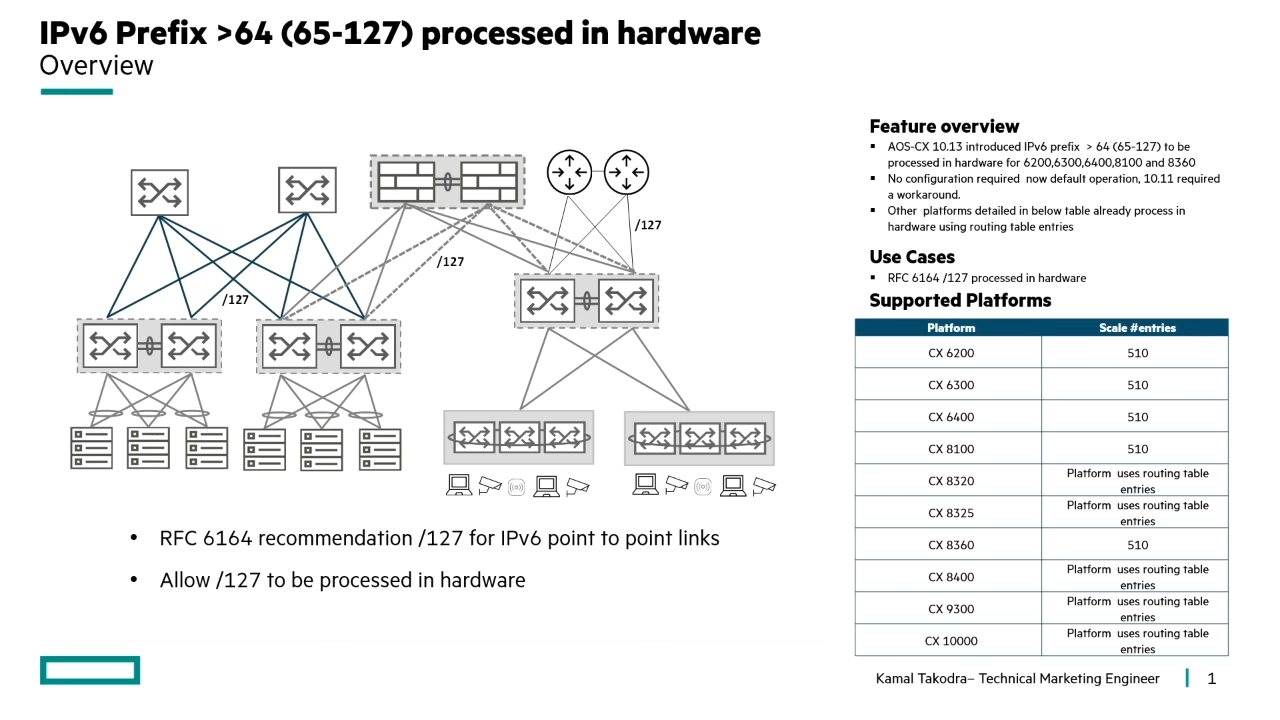 IPv6 Prefix >64 (65-127) processed in hardware
Overview
/127
/127
/127
• RFC 6164 recommendation /127 for IPv6 point to point links
• Allow /127 to be processed in hardware
Feature overview
▪ AOS-CX 10.13 introduced IPv6 prefix > 64 (65-127) to be
processed in hardware for 6200,6300,6400,8100 and 8360
▪ No configuration required now default operation, 10.11 required
a workaround.
▪ Other platforms detailed in below table already process in
hardware using routing table entries
Use Cases
▪ RFC 6164 /127 processed in hardware
Supported Platforms
Platform Scale #entries
CX 6200 510
CX 6300 510
CX 6400 510
CX 8100 510
CX 8320 Platform uses routing table
entries
CX 8325 Platform uses routing table
entries
CX 8360 510
CX 8400 Platform uses routing table
entries
CX 9300 Platform uses routing table
entries
CX 10000 Platform uses routing table
entries
Kamal Takodra– Technical Marketing Engineer 1